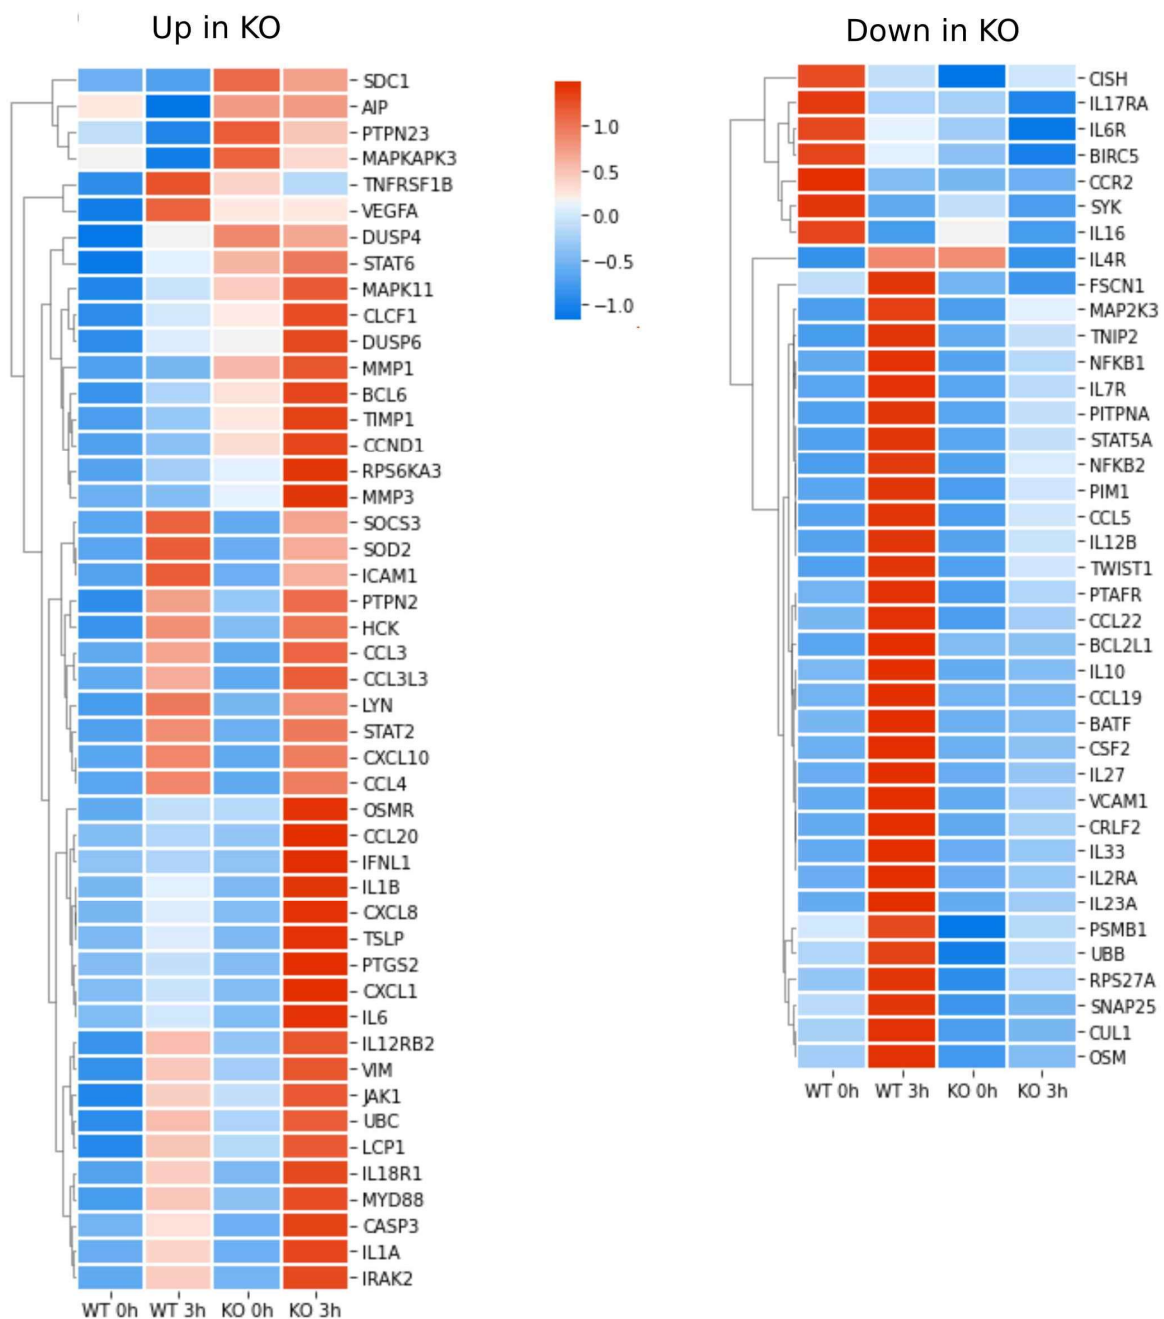 Up in KO
SDC1
AIP
PTPN23
MAPKAPK3
TNFRSF1B
VEGFA
DUSP4
STAT6
MAPK11
CLCF1
DUSP6
MMP1
BCL6
TIMP1
CCND1
RPS6KA3
MMP3
SOCS3
SOD2
ICAM1
PTPN2
HCK
CCL3
CCL3L3
LYN
STAT2
CXCL10
CCL4
OSMR
CCL20
IFNL1
IL1B
CXCL8
TSLP
PTGS2
CXCL1
IL6
IL12RB2
VIM
JAK1
UBC
LCP1
IL18R1
MYD88
CASP3
IL1A
IRAK2
WT 0h WT 3h KO 0h KO 3h
1.0
0.5
0.0
−0.5
−1.0
Down in KO
CISH
IL17RA
IL6R
BIRC5
CCR2
SYK
IL16
IL4R
FSCN1
MAP2K3
TNIP2
NFKB1
IL7R
PITPNA
STAT5A
NFKB2
PIM1
CCL5
IL12B
TWIST1
PTAFR
CCL22
BCL2L1
IL10
CCL19
BATF
CSF2
IL27
VCAM1
CRLF2
IL33
IL2RA
IL23A
PSMB1
UBB
RPS27A
SNAP25
CUL1
OSM
WT 0h WT 3h KO 0h KO 3h